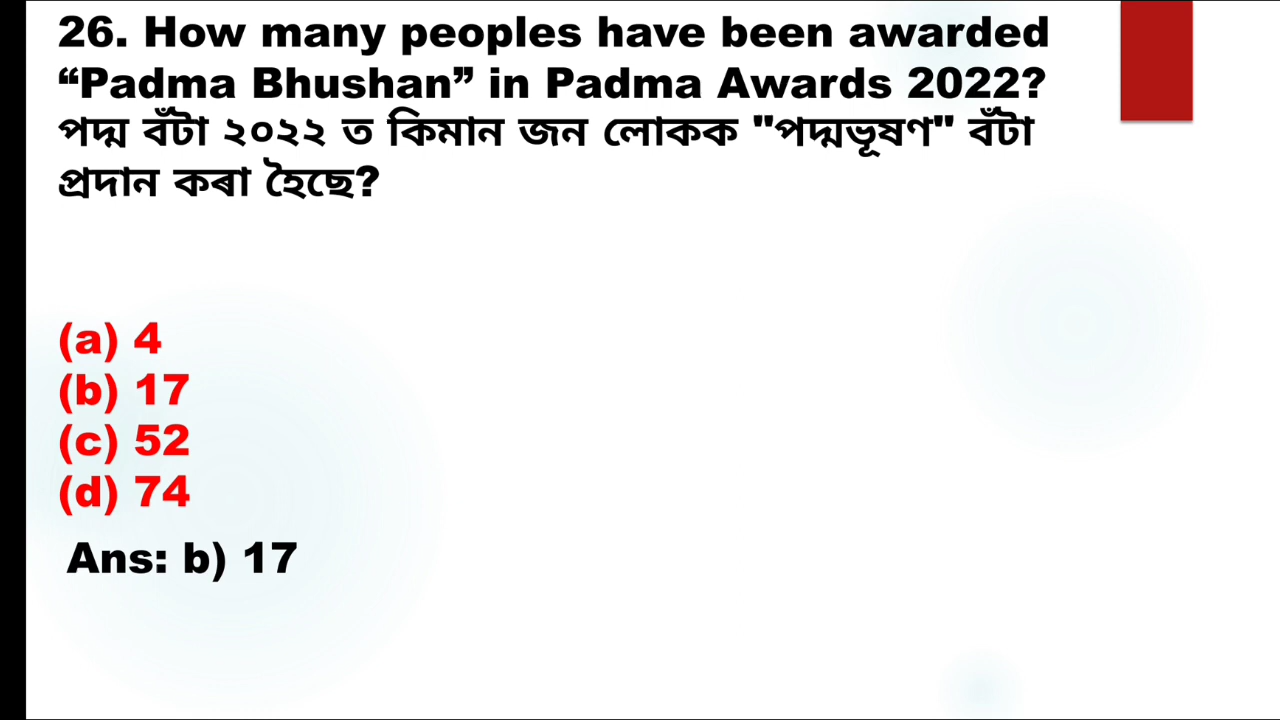 26. How many peoples have been awarded
“Padma Bhushan” in Padma Awards 2022?
পদ্ম বঁটা ২০২২ ত কিমান জন লোকক "পদ্মভূষণ" বঁটা
প্ৰদান কৰা হৈছে?
(a) 4
(b) 17
(c) 52
(d) 74
Ans: b) 17